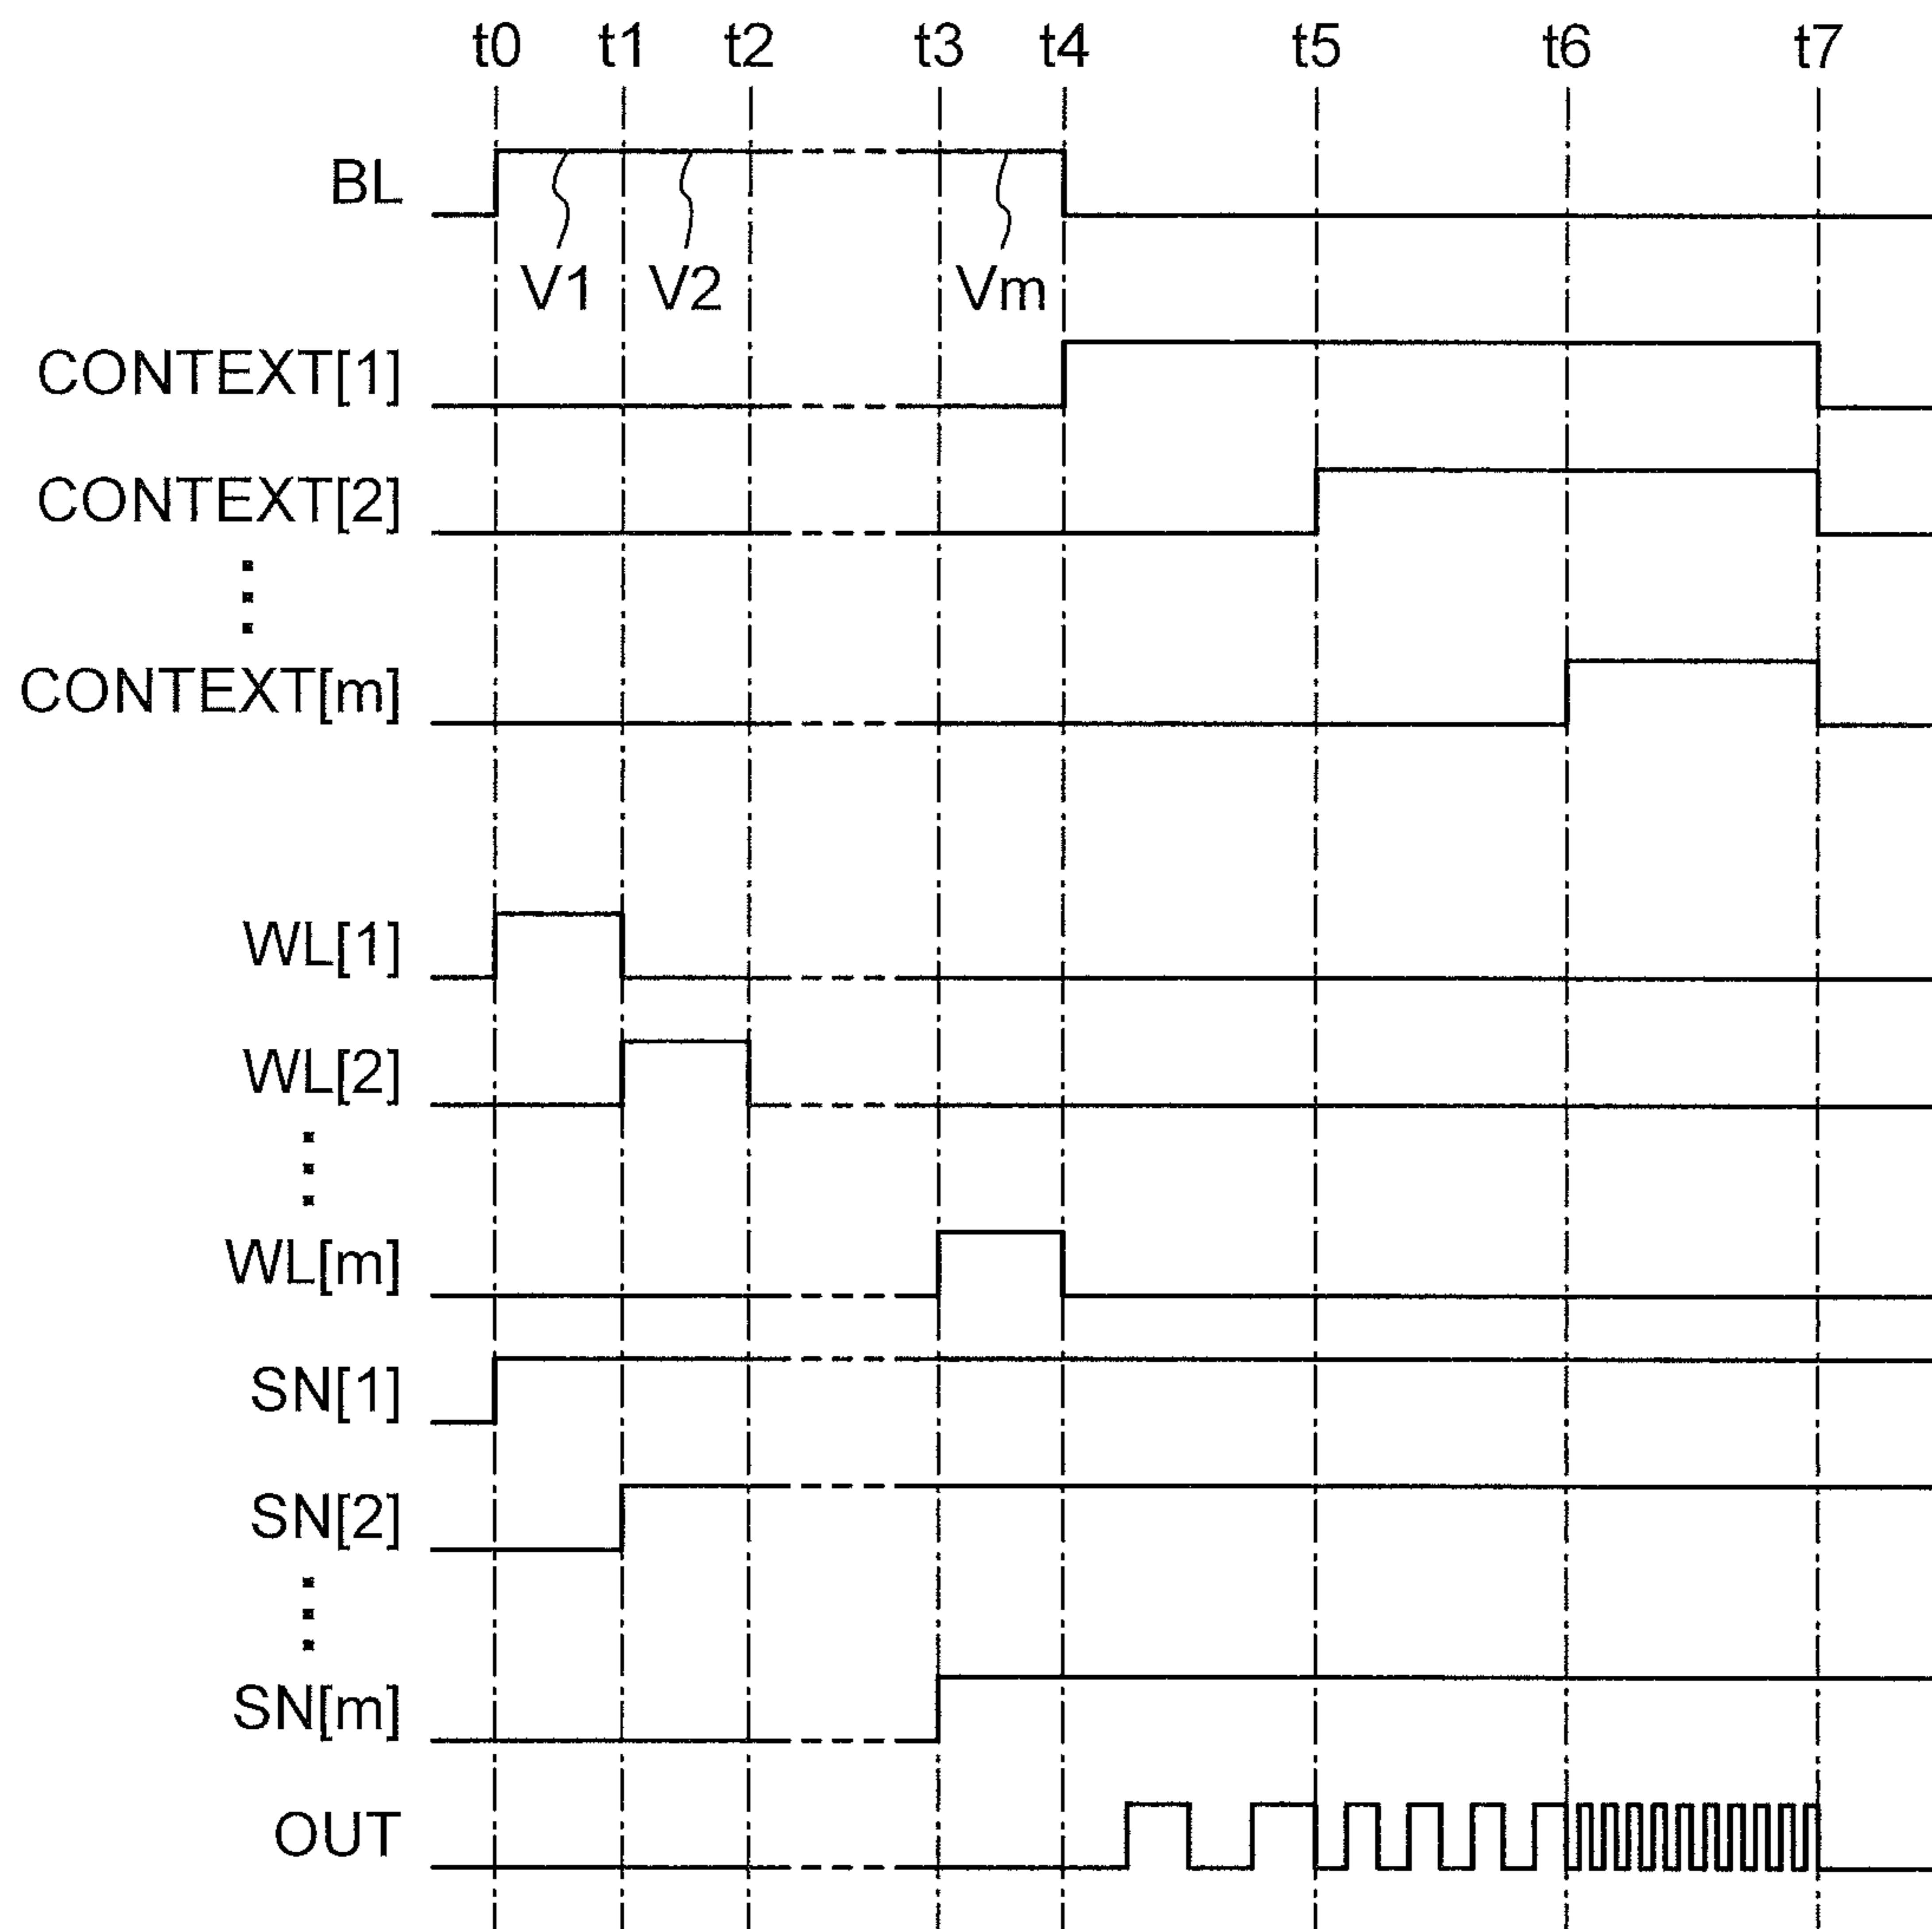 t0 t1 t2 t3 t4 t5 t6 t7
BL
V1 V2 Vm
CONTEXT[1]
CONTEXT[2]
CONTEXT[m]
WL[1]
WL[2]
WL[m]
SN[1]
SN[2]
SN[m]
OUT